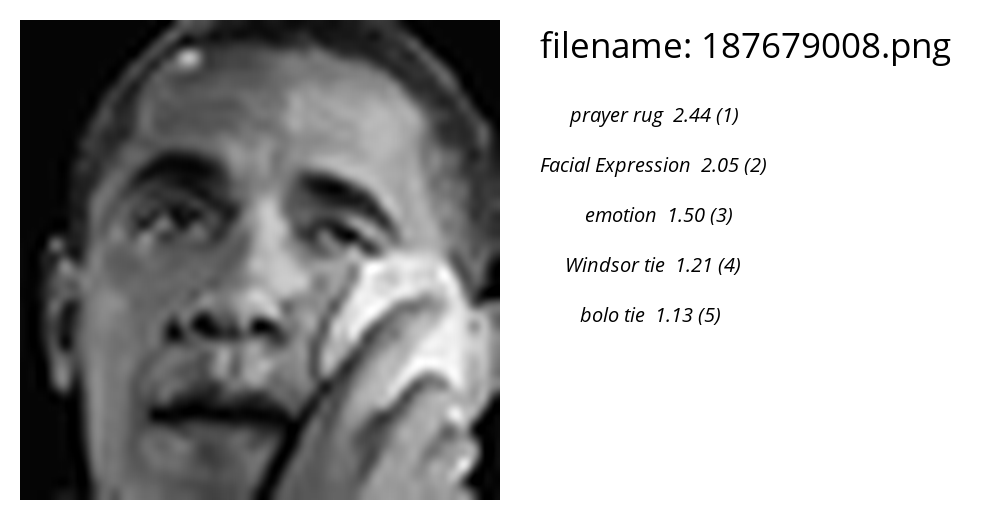 filename: 187679008.png
prayer rug 2.44 (1)
Facial Expression 2.05 (2)
emotion 1.50 (3)
Windsor tie 1.21 (4)
bolo tie 1.13 (5)